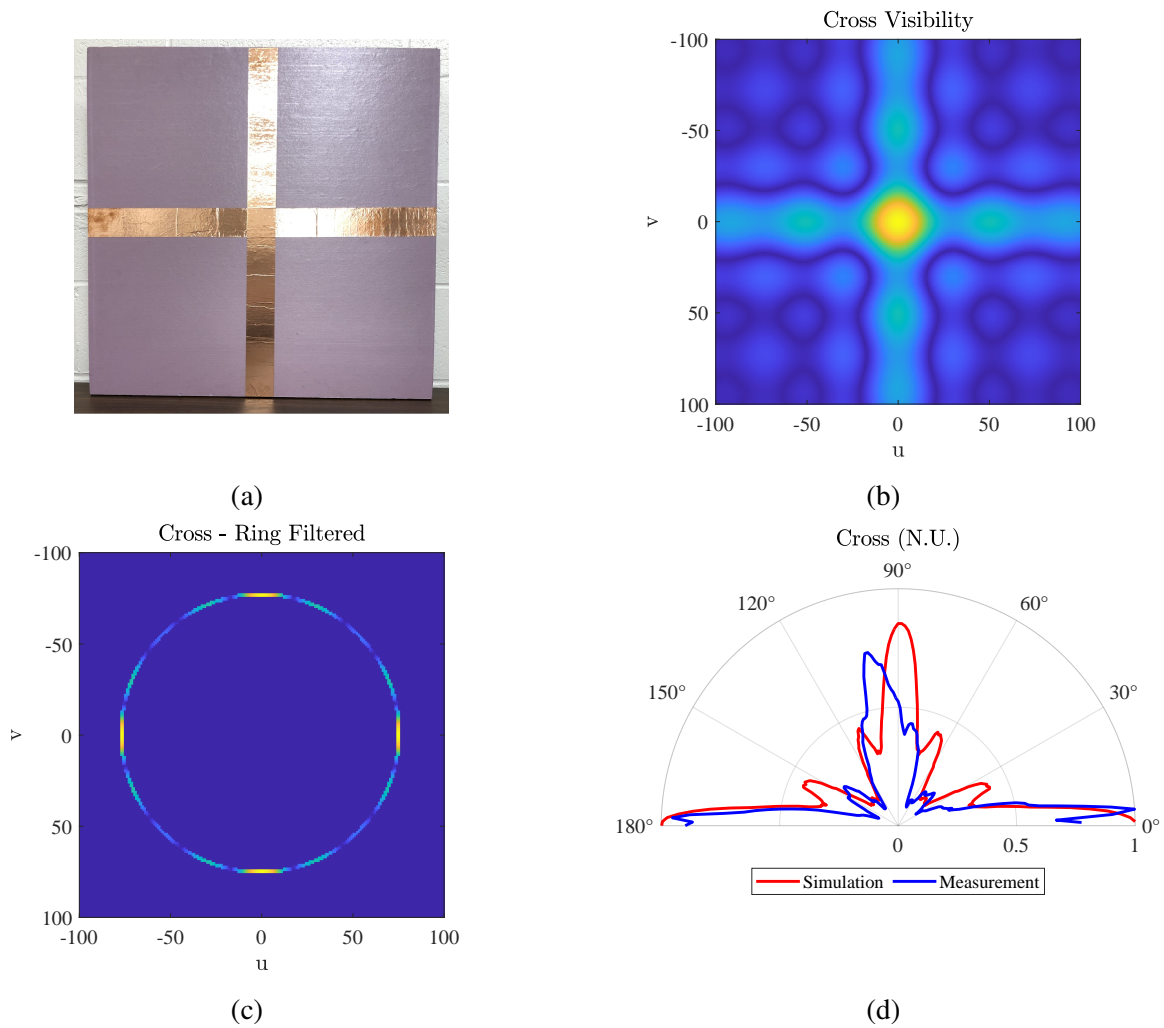 Cross Visibility
-100
-50
0
50
100
v
-100 -50 0 50 100
u
(a)
(b)
Cross - Ring Filtered
-100
-50
0
50
100
v
-100 -50 0 50 100
u
(c)
Cross (N.U.)
90°
120° 60°
150° 30°
180° 0°
0 0.5 1
Simulation Measurement
(d)